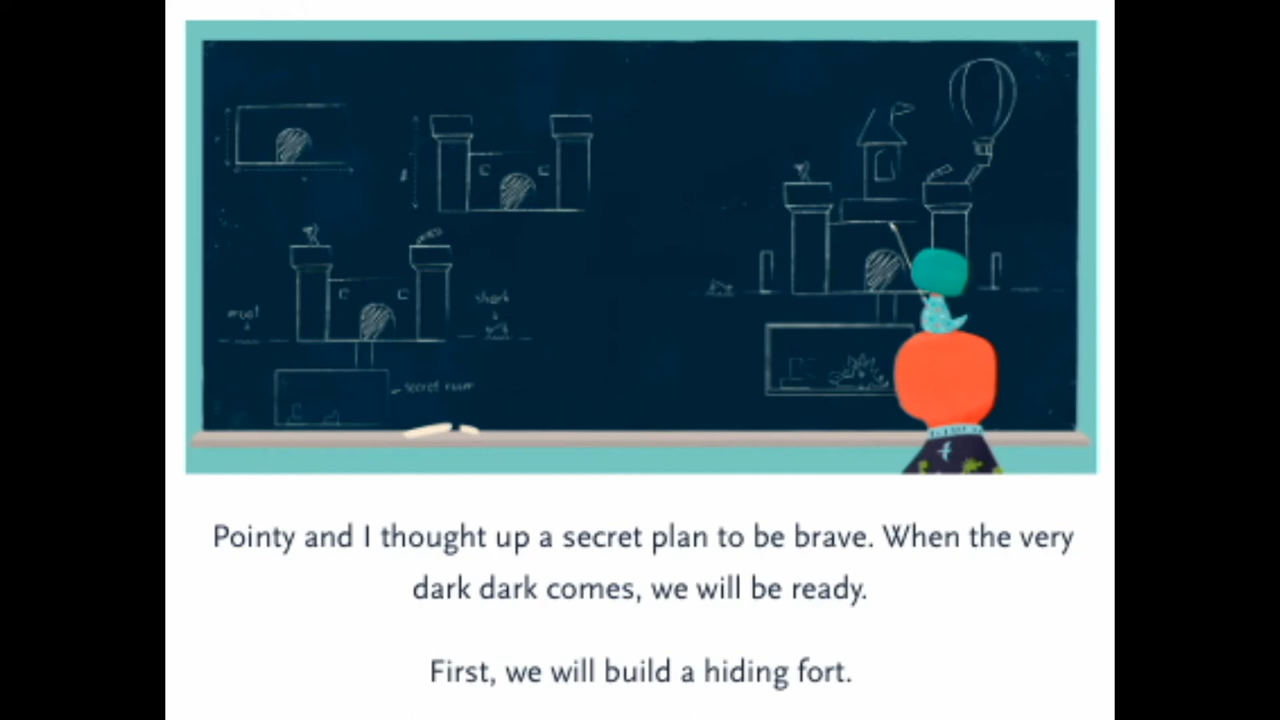 moat
shark
secret room
Pointy and I thought up a secret plan to be brave. When the very
dark dark comes, we will be ready.
First, we will build a hiding fort.